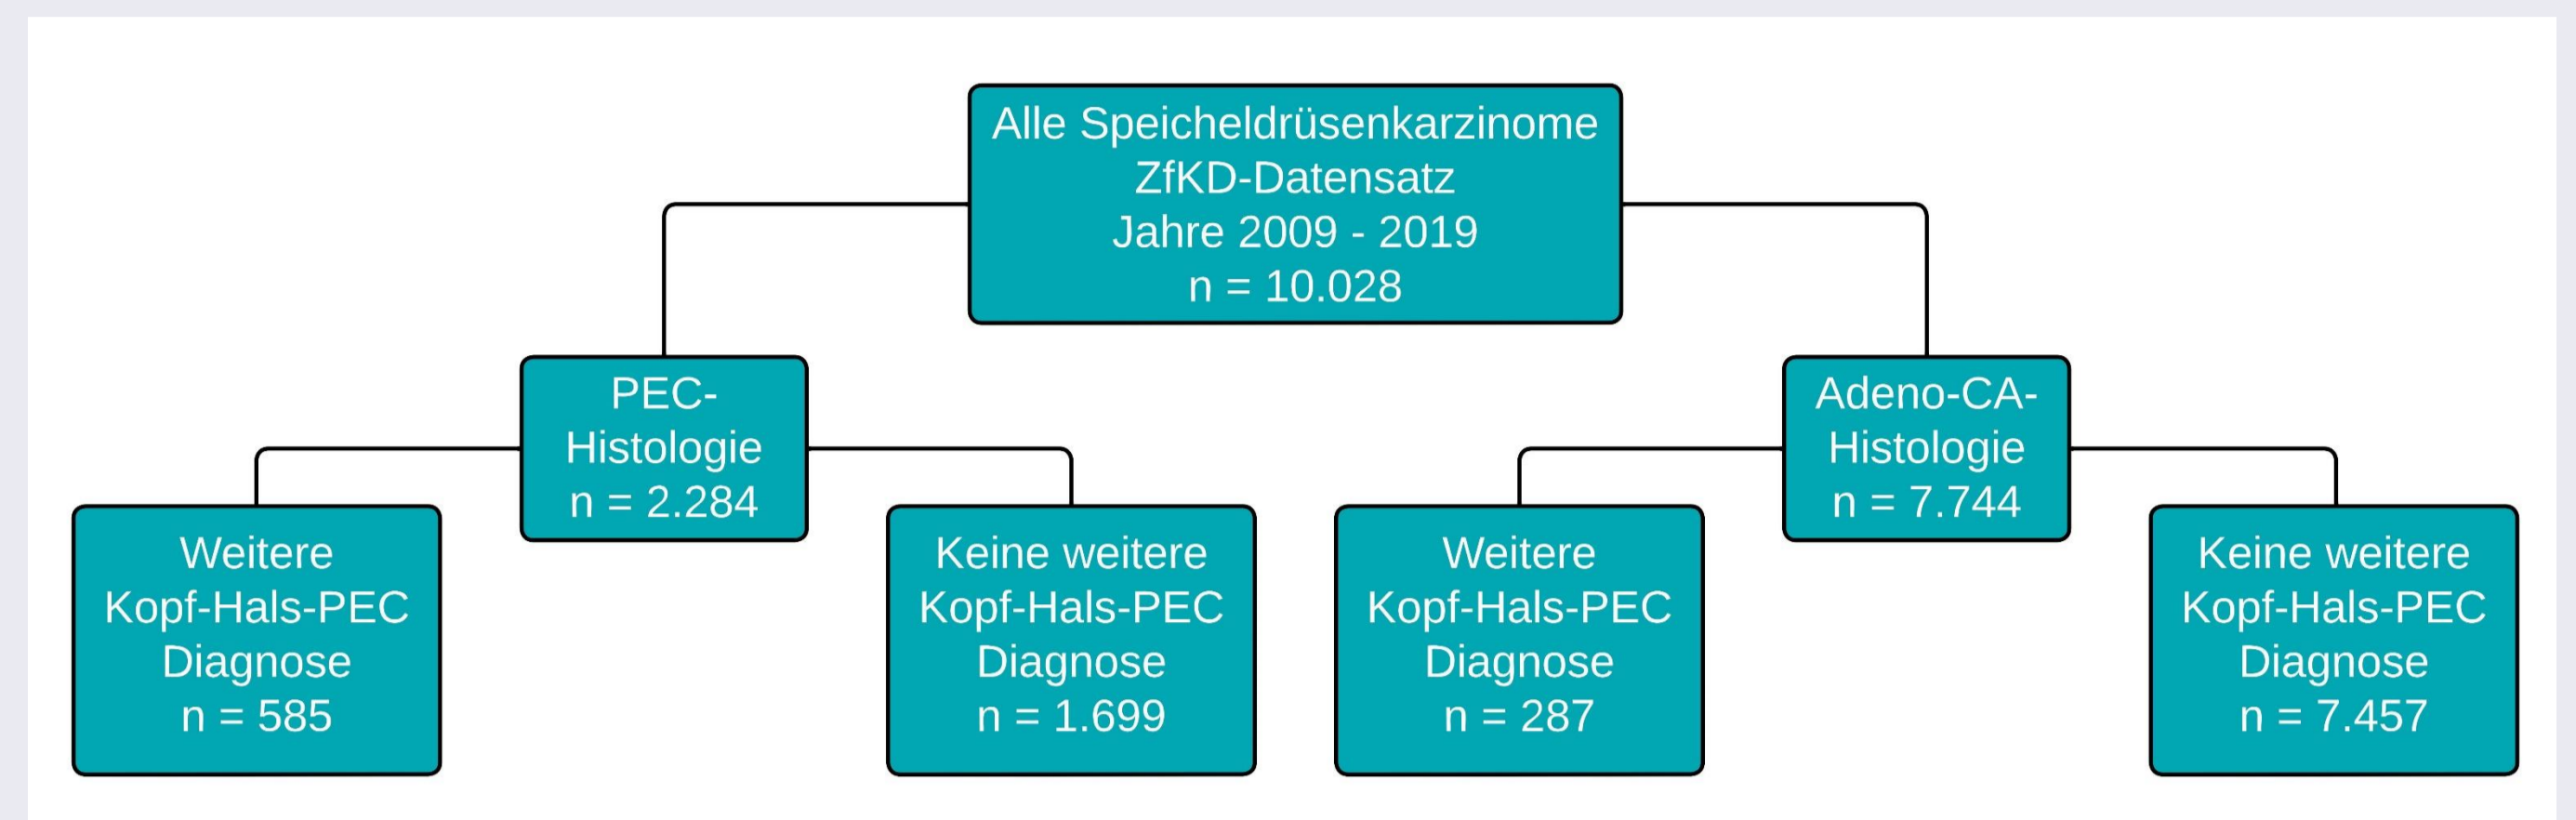 Alle Speicheldrüsenkarzinome
ZfKD-Datensatz
Jahre 2009 - 2019
n = 10.028
PEC-
Histologie
n = 2.284
Adeno-CA-
Histologie
n = 7.744
Weitere
Kopf-Hals-PEC
Diagnose
n = 585
Keine weitere
Kopf-Hals-PEC
Diagnose
n = 1.699
Weitere
Kopf-Hals-PEC
Diagnose
n = 287
Keine weitere
Kopf-Hals-PEC
Diagnose
n = 7.457